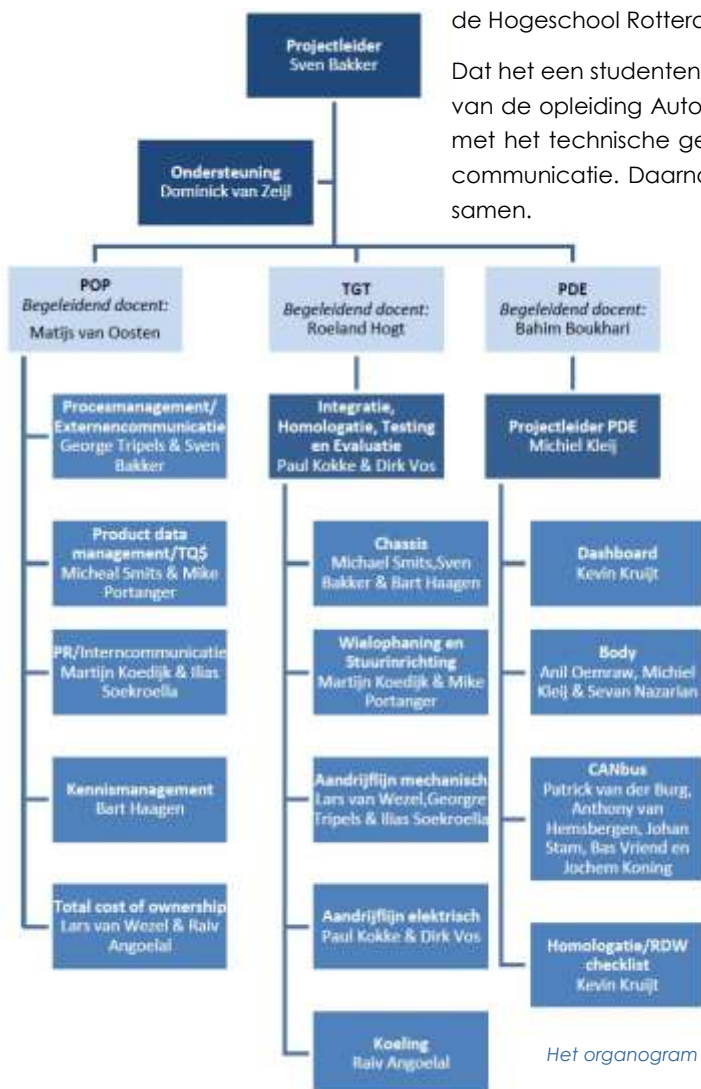 de Hogeschool
Dat het een studenten
van de opleiding
met het technische
communicatie.
samen.
Projectleider
Sven Bakker
Ondersteuning
Dominick van Zeijl
POP
Begeleidend docent:
Matijs van Oosten
Procesmanagement/
Externencommunicatie
George Tripels & Sven
Bakker
Product data
management/TQ$
Micheal Smits & Mike
Portanger
PR/Interncommunicatie
Martijn Koedijk & Ilias
Soekroella
Kennismanagement
Bart Haagen
Total cost of ownership
Lars van Wezel & Raiv
Angoelal
TGT
Begeleidend docent:
Roeland Hogt
Integratie,
Homologatie, Testing
en Evaluatie
Paul Kokke & Dirk Vos
Chassis
Michael Smits,Sven
Bakker & Bart Haagen
Wielophaning en
Stuurinrichting
Martijn Koedijk & Mike
Portanger
Aandrijflijn mechanisch
Lars van Wezel,Georgre
Tripels & Ilias Soekroella
Aandrijflijn elektrisch
Paul Kokke & Dirk Vos
Koeling
Raiv Angoelal
PDE
Begeleidend docent:
Bahim Boukhari
Projectleider PDE
Michiel Kleij
Dashboard
Kevin Kruijt
Body
Anil Oemraw, Michiel
Kleij & Sevan Nazarian
CANbus
Patrick van der Burg,
Anthony van
Hemsbergen, Johan
Stam, Bas Vriend en
Jochem Koning
Homologatie/RDW
checklist
Kevin Kruijt
Het organogram